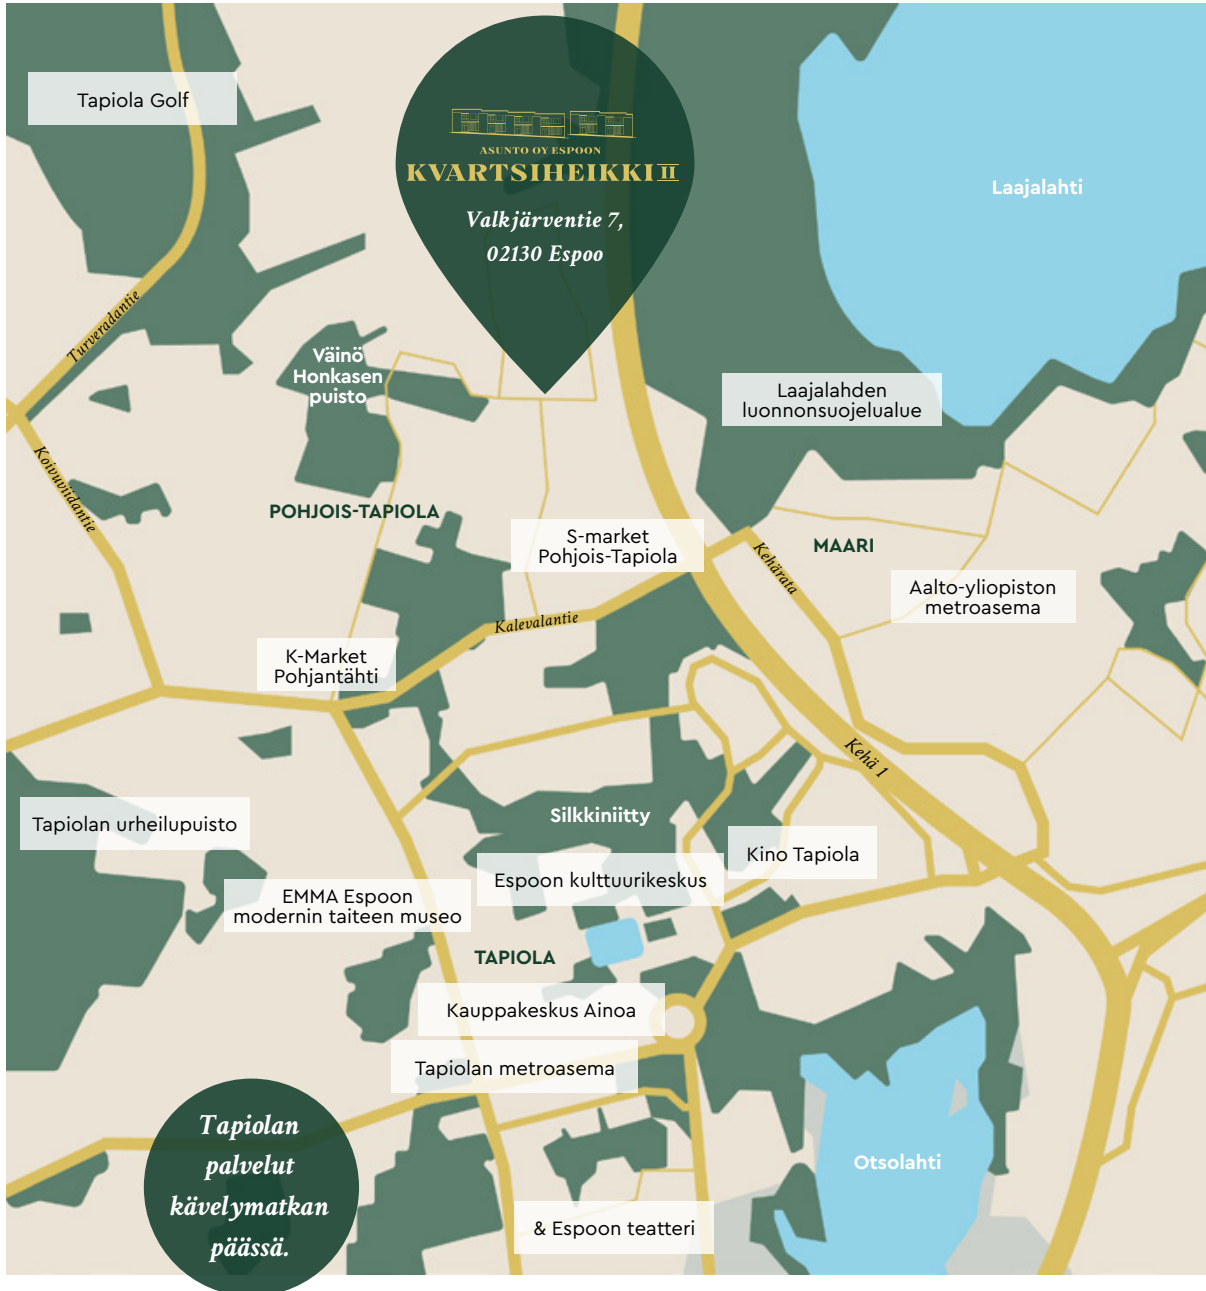 Tapiola Golf
ASUNTO OY ESPOON
KVARTSIHEIKKI II
Valkjärventie 7,
02130 Espoo
Laajalahti
Turveradantie
Väinö
Honkasen
puisto
Laajalahden
luonnonsuojelualue
Koivuviidantie
POHJOIS-TAPIOLA
S-market
Pohjois-Tapiola
Kehärata
MAARI
Aalto-yliopiston
metroasema
Kalevalantie
K-Market
Pohjantähti
Kehä 1
Tapiolan urheilupuisto
Silkkiniitty
Kino Tapiola
Espoon kulttuurikeskus
EMMA Espoon
modernin taiteen museo
TAPIOLA
Kauppakeskus Ainoa
Tapiolan metroasema
Tapiolan
palvelut
kävelymatkan
päässä.
Otsolahti
& Espoon teatteri